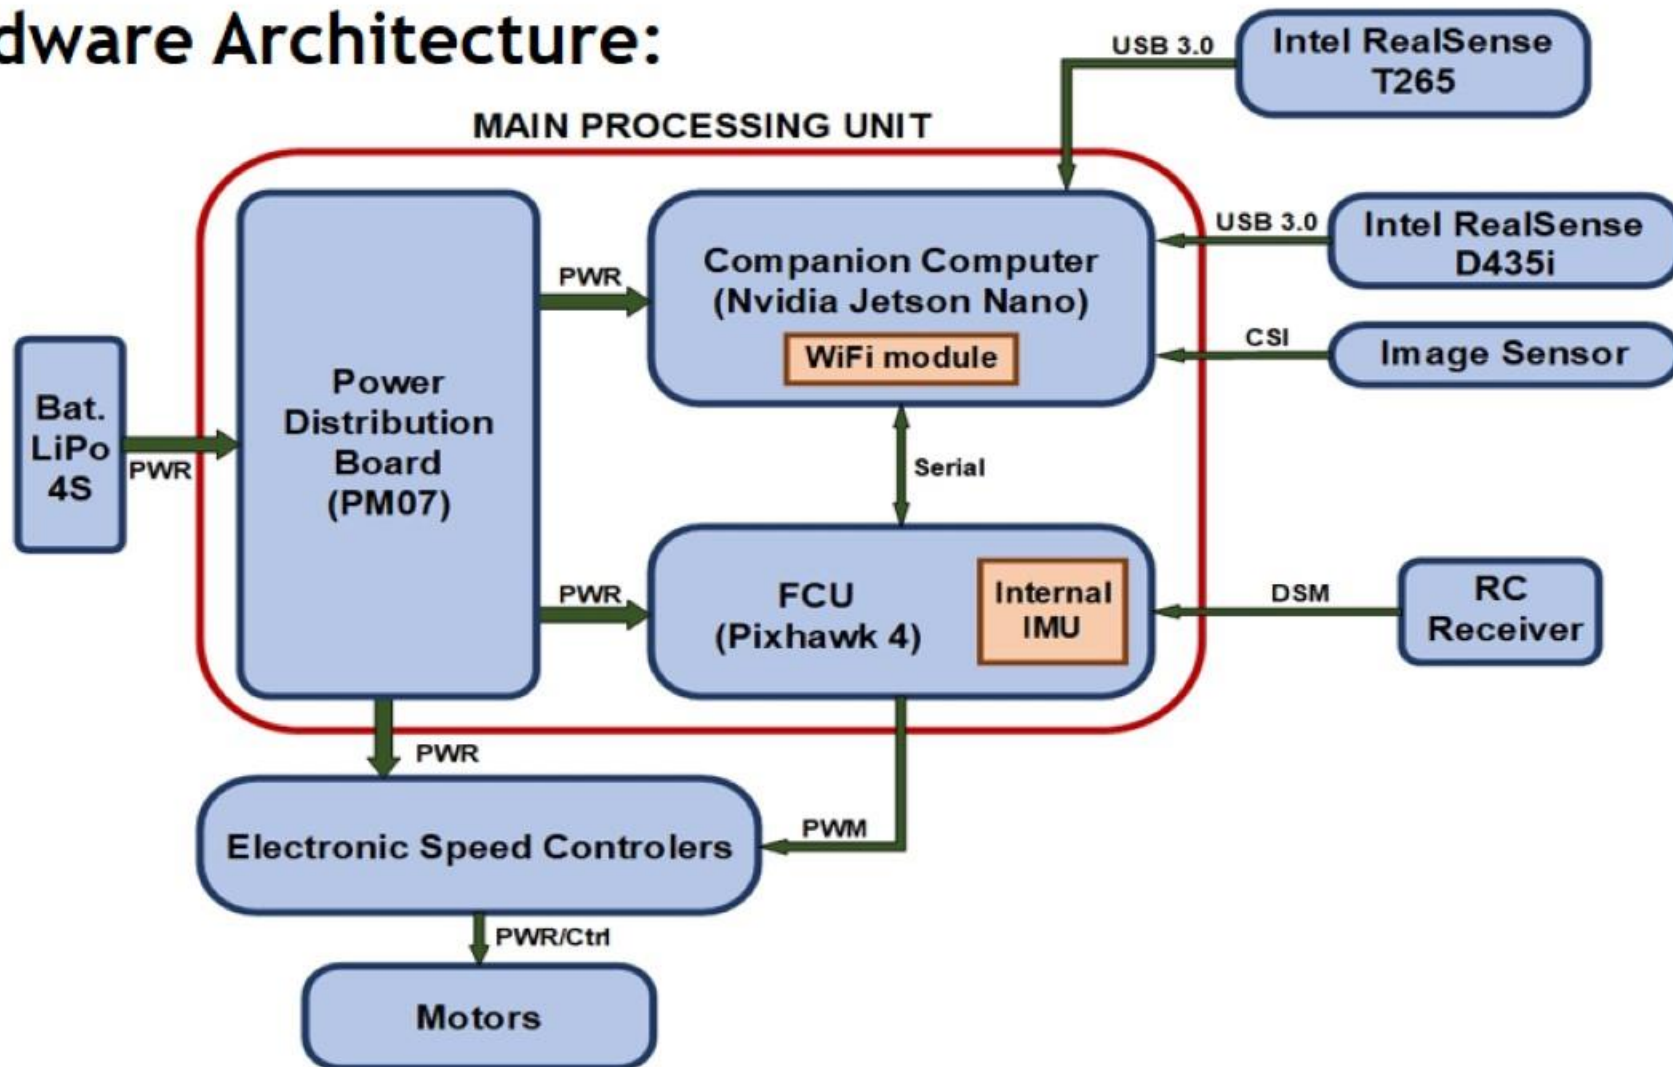 dware Architecture:
USB 3.0
Intel RealSense
T265
MAIN PROCESSING UNIT
USB 3.0
Intel RealSense
D435i
Companion Computer
(Nvidia Jetson Nano)
PWR
WiFi module
CSI
Image Sensor
Bat.
LiPo
4S
PWR
Power
Distribution
Board
(PM07)
Serial
PWR
FCU
(Pixhawk 4)
Internal
IMU
DSM
RC
Receiver
PWR
Electronic Speed Controlers
PWM
PWR/Ctrl
Motors